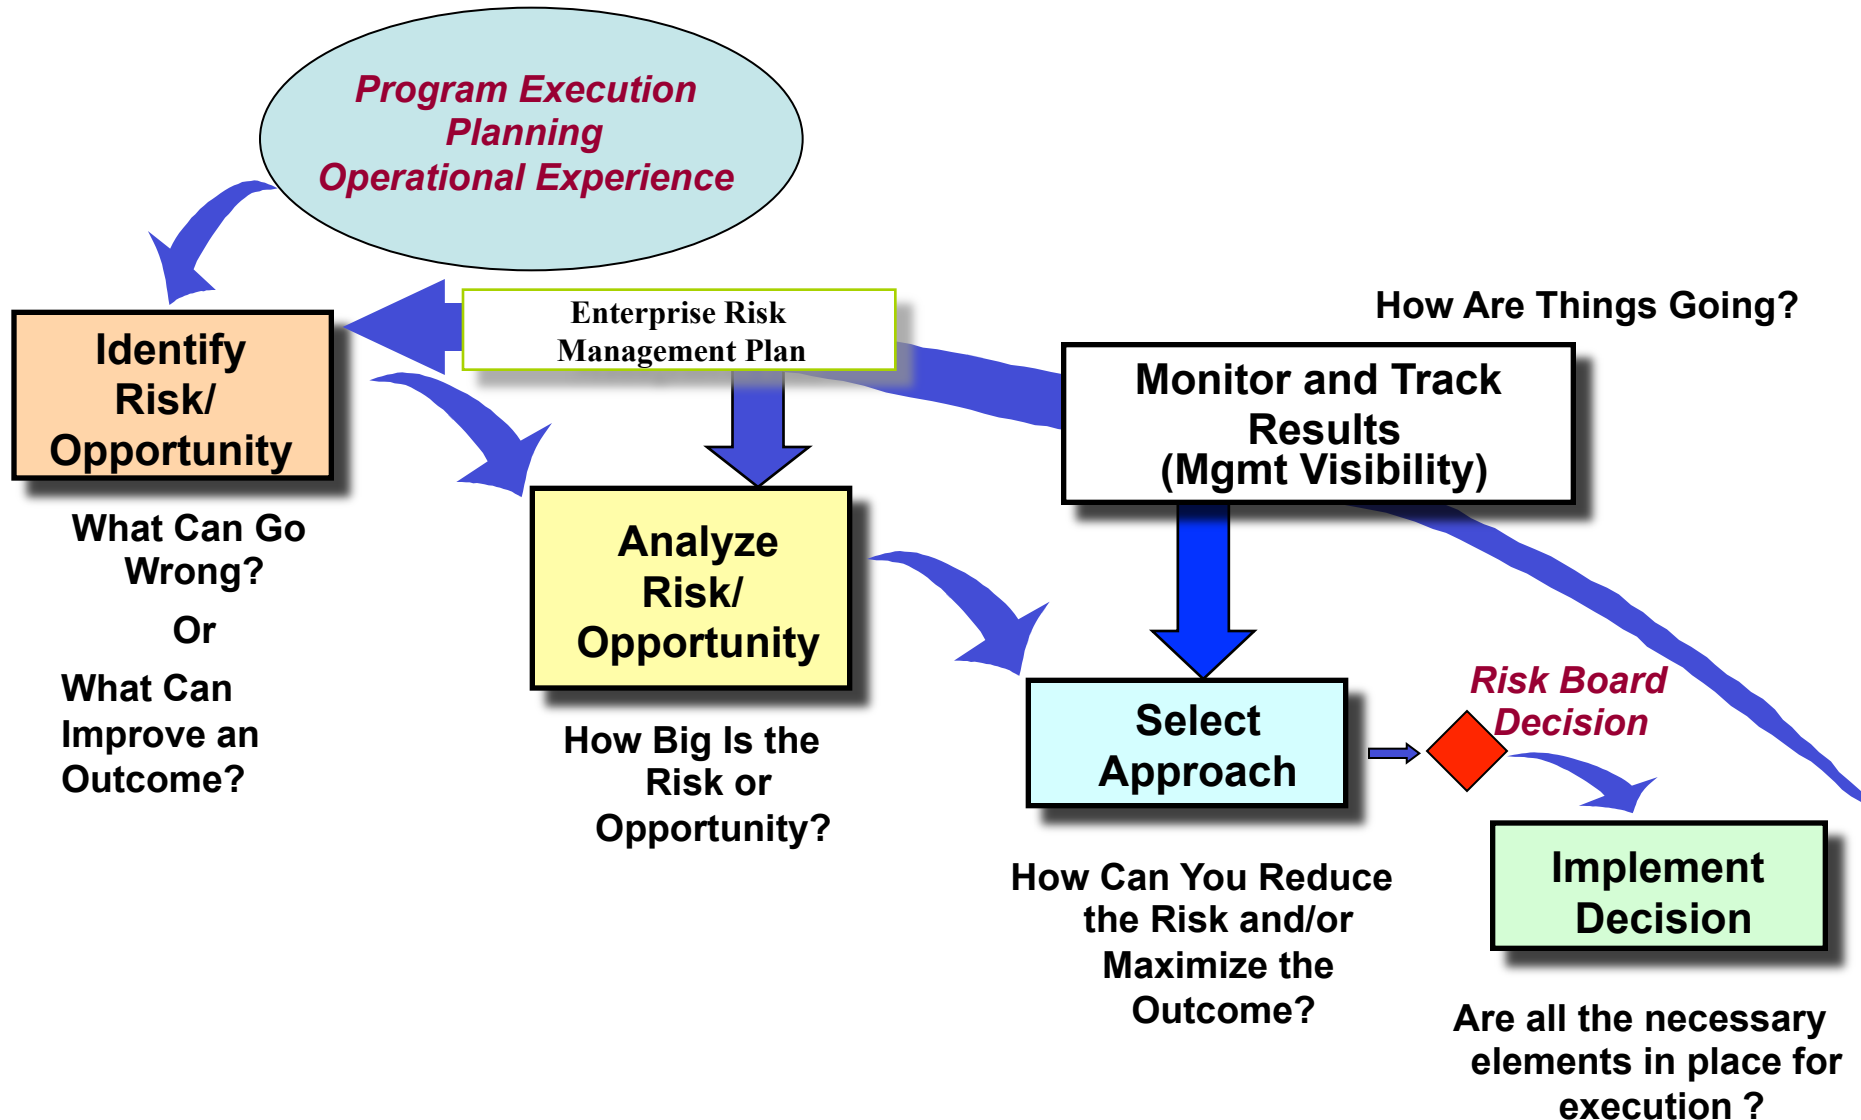 Program Execution
Planning
Operational Experience
Enterprise Risk
Management Plan
How Are Things Going?
Identify
Risk/
Opportunity
Monitor and Track
Results
(Mgmt Visibility)
What Can Go
Wrong?
Or
What Can
Improve an
Outcome?
Analyze
Risk/
Opportunity
How Big Is the
Risk or
Opportunity?
Select
Approach
Risk Board
Decision
How Can You Reduce
the Risk and/or
Maximize the
Outcome?
Implement
Decision
Are all the necessary
elements in place for
execution ?